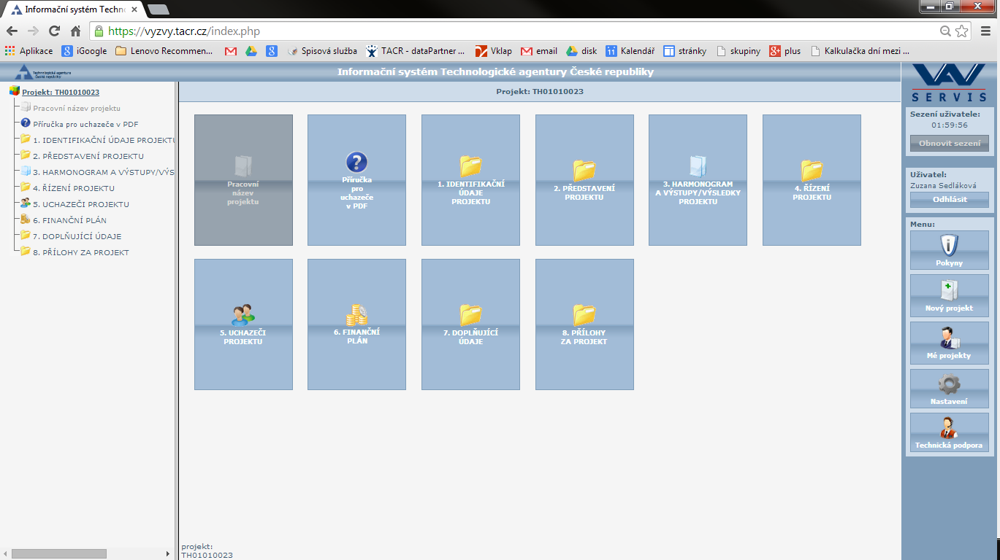 Informační systém Techn
https://vyzvy.tacr.cz/index.php
Aplikace
iGoogle
Lenovo Recommen...
Spisová služba
TACR - dataPartner ...
Vklap
email
disk
Kalendář
stránky
skupiny
plus
Kalkulačka dní mezi ...
Technologická agentura
České republiky
Informační systém Technologické agentury České republiky
VAV
SERVIS
Projekt: TH01010023
Pracovní název projektu
Příručka pro uchazeče v PDF
1. IDENTIFIKAČNÍ ÚDAJE PROJEKTU
2. PŘEDSTAVENÍ PROJEKTU
3. HARMONOGRAM A VÝSTUPY/VÝS
4. ŘÍZENÍ PROJEKTU
5. UCHAZEČI PROJEKTU
6. FINANČNÍ PLÁN
7. DOPLŇUJÍCÍ ÚDAJE
8. PŘÍLOHY ZA PROJEKT
Projekt: TH01010023
Pracovní
název
projektu
Příručka
pro
uchazeče
v PDF
1. IDENTIFIKAČNÍ
ÚDAJE
PROJEKTU
2. PŘEDSTAVENÍ
PROJEKTU
3. HARMONOGRAM
A VÝSTUPY/VÝSLEDKY
PROJEKTU
4. ŘÍZENÍ
PROJEKTU
5. UCHAZEČI
PROJEKTU
6. FINANČNÍ
PLÁN
7. DOPLŇUJÍCÍ
ÚDAJE
8. PŘÍLOHY
ZA PROJEKT
projekt:
TH01010023
Sezení uživatele:
01:59:56
Obnovit sezení
Uživatel:
Zuzana Sedláková
Odhlásit
Menu:
Pokyny
Nový projekt
Mé projekty
Nastavení
Technická podpora